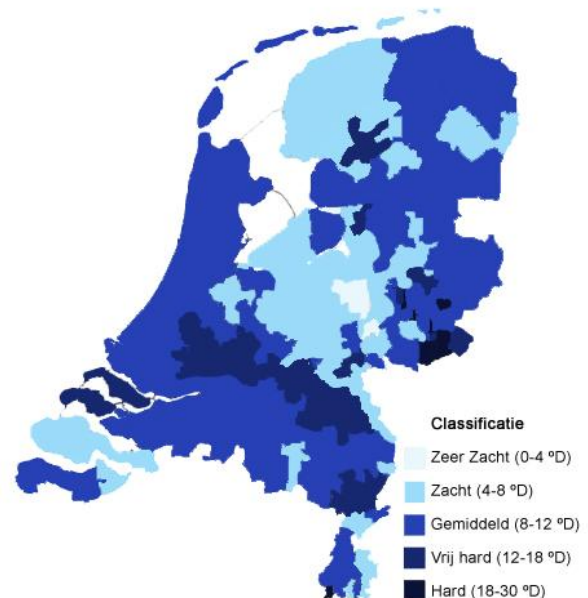 Classificatie
Zeer Zacht (0-4 ºD)
Zacht (4-8 ºD)
Gemiddeld (8-12 ºD)
Vrij hard (12-18 ºD)
Hard (18-30 ºD)